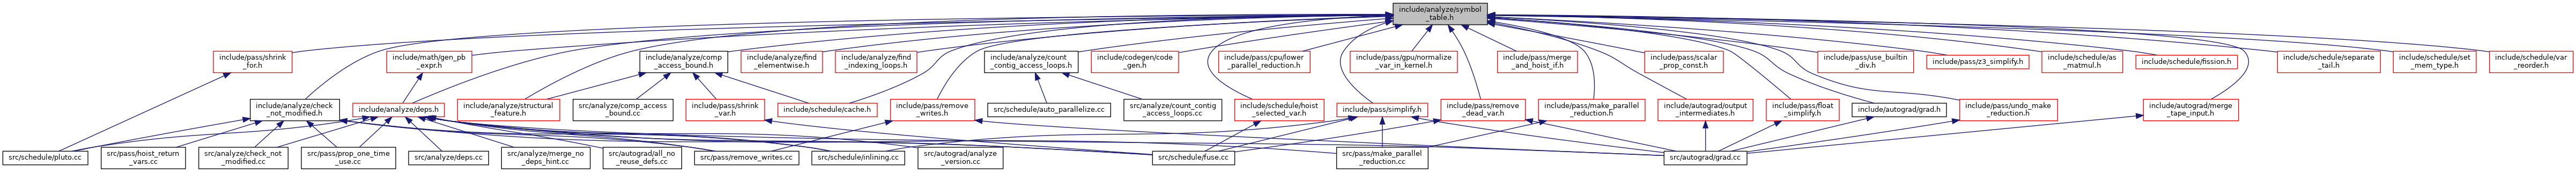 include/analyze/symbol
_table.h
include/pass/shrink
_for.h
include/math/gen_pb
_expr.h
include/analyze/comp
_access_bound.h
include/analyze/find
_elementwise.h
include/analyze/find
_indexing_loops.h
include/analyze/count
_contig_access_loops.h
include/codegen/code
_gen.h
include/pass/cpu/lower
_parallel_reduction.h
include/pass/gpu/normalize
_var_in_kernel.h
include/pass/merge
_and_hoist_if.h
include/pass/scalar
_prop_const.h
include/pass/use_builtin
_div.h
include/pass/z3_simplify.h
include/schedule/as
_matmul.h
include/schedule/fission.h
include/schedule/separate
_tail.h
include/schedule/set
_mem_type.h
include/schedule/var
_reorder.h
include/analyze/check
_not_modified.h
include/analyze/deps.h
include/analyze/structural
_feature.h
src/analyze/comp_access
_bound.cc
include/pass/shrink
_var.h
include/schedule/cache.h
include/pass/remove
_writes.h
src/schedule/auto_parallelize.cc
src/analyze/count_contig
_access_loops.cc
include/schedule/hoist
_selected_var.h
include/pass/simplify.h
include/pass/remove
_dead_var.h
include/pass/make_parallel
_reduction.h
include/autograd/output
_intermediates.h
include/pass/float
_simplify.h
include/autograd/grad.h
include/pass/undo_make
_reduction.h
include/autograd/merge
_tape_input.h
src/schedule/pluto.cc
src/pass/hoist_return
_vars.cc
src/analyze/check_not
_modified.cc
src/pass/prop_one_time
_use.cc
src/analyze/deps.cc
src/analyze/merge_no
_deps_hint.cc
src/autograd/all_no
_reuse_defs.cc
src/pass/remove_writes.cc
src/schedule/inlining.cc
src/autograd/analyze
_version.cc
src/schedule/fuse.cc
src/pass/make_parallel
_reduction.cc
src/autograd/grad.cc